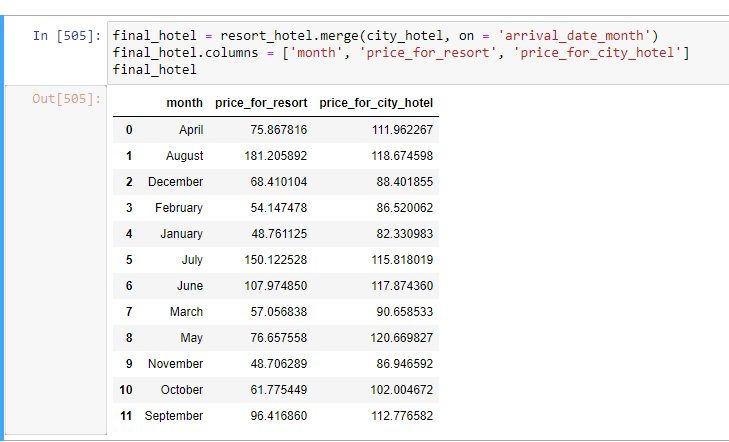 In [505]: final_hotel = resort_hotel.merge(city_hotel, on = 'arrival_date_month')
final_hotel.columns = ['month', 'price_for_resort', 'price_for_city_hotel']
final_hotel
Out[505]:
month price_for_resort price_for_city_hotel
0 April 75.867816 111.962267
1 August 181.205892 118.674598
2 December 68.410104 88.401855
3 February 54.147478 86.520062
4 January 48.761125 82.330983
5 July 150.122528 115.818019
6 June 107.974850 117.874360
7 March 57.056838 90.658533
8 May 76.657558 120.669827
9 November 48.706289 86.946592
10 October 61.775449 102.004672
11 September 96.416860 112.776582